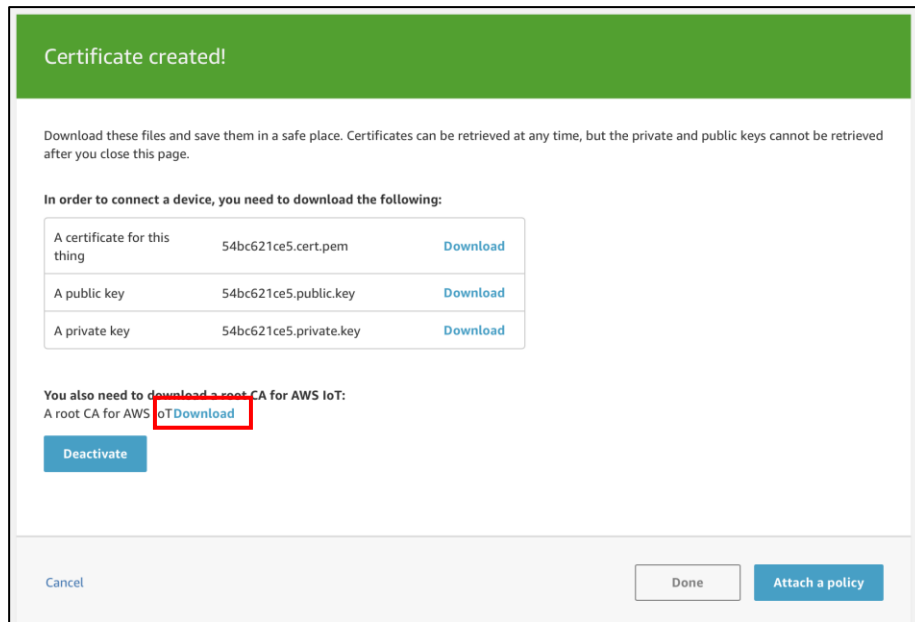 Certificate created!
Download these files and save them in a safe place. Certificates can be retrieved at any time, but the private and public keys cannot be retrieved
after you close this page.
In order to connect a device, you need to download the following:
A certificate for this
thing
54bc621ce5.cert.pem
Download
A public key 54bc621ce5.public.key Download
A private key 54bc621ce5.private.key Download
You also need to download a root CA for AWS IoT:
A root CA for AWS IoTDownload
Deactivate
Cancel Done Attach a policy